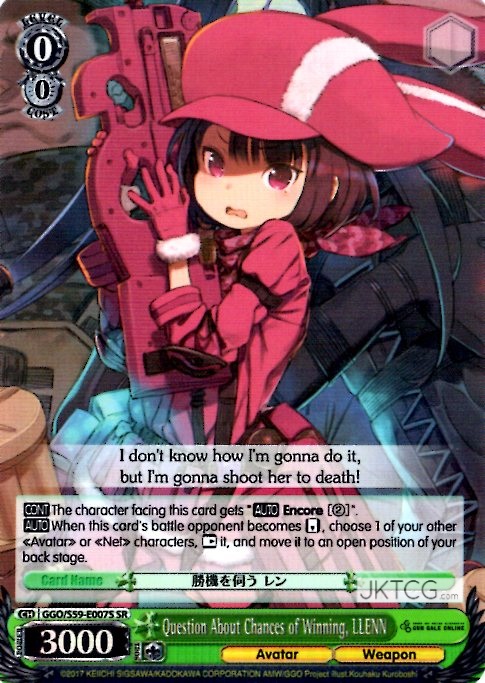 LEVEL
0
0
COST
I don't know how I'm gonna do it,
but I'm gonna shoot her to death!
CONT The character facing this card gets "AUTO Encore [②]".
AUTO When this card's battle opponent becomes , choose 1 of your other
«Avatar» or «Net» characters, it, and move it to an open position of your
back stage.
Card Name
勝機を伺う レン
JKTCG.com
CH GGO/S59-E007S SR
Question About Chances of Winning, LLENN
GUN GALE ONLINE
POWER
3000
SOUL
Avatar
Weapon
©2017 KEIICHI SIGSAWA/KADOKAWA CORPORATION AMW/GGO Project Illust.Kouhaku Kuroboshi